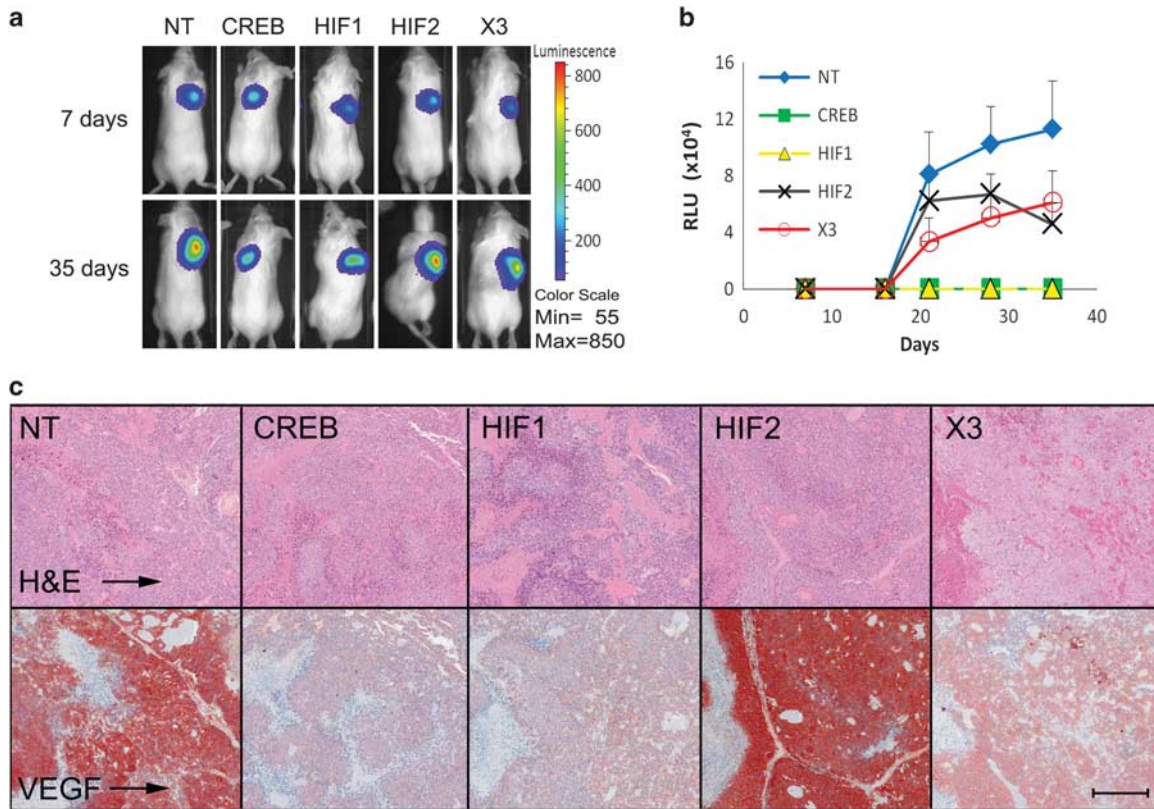 a
NT CREB HIF1 HIF2 X3
7 days
35 days
Luminescence
800
600
400
200
Color Scale
Min= 55
Max=850
b
RLU (x10⁴)
16
12
8
4
0
NT
CREB
HIF1
HIF2
X3
0 10 20 30 40
Days
c
NT CREB HIF1 HIF2 X3
H&E
VEGF